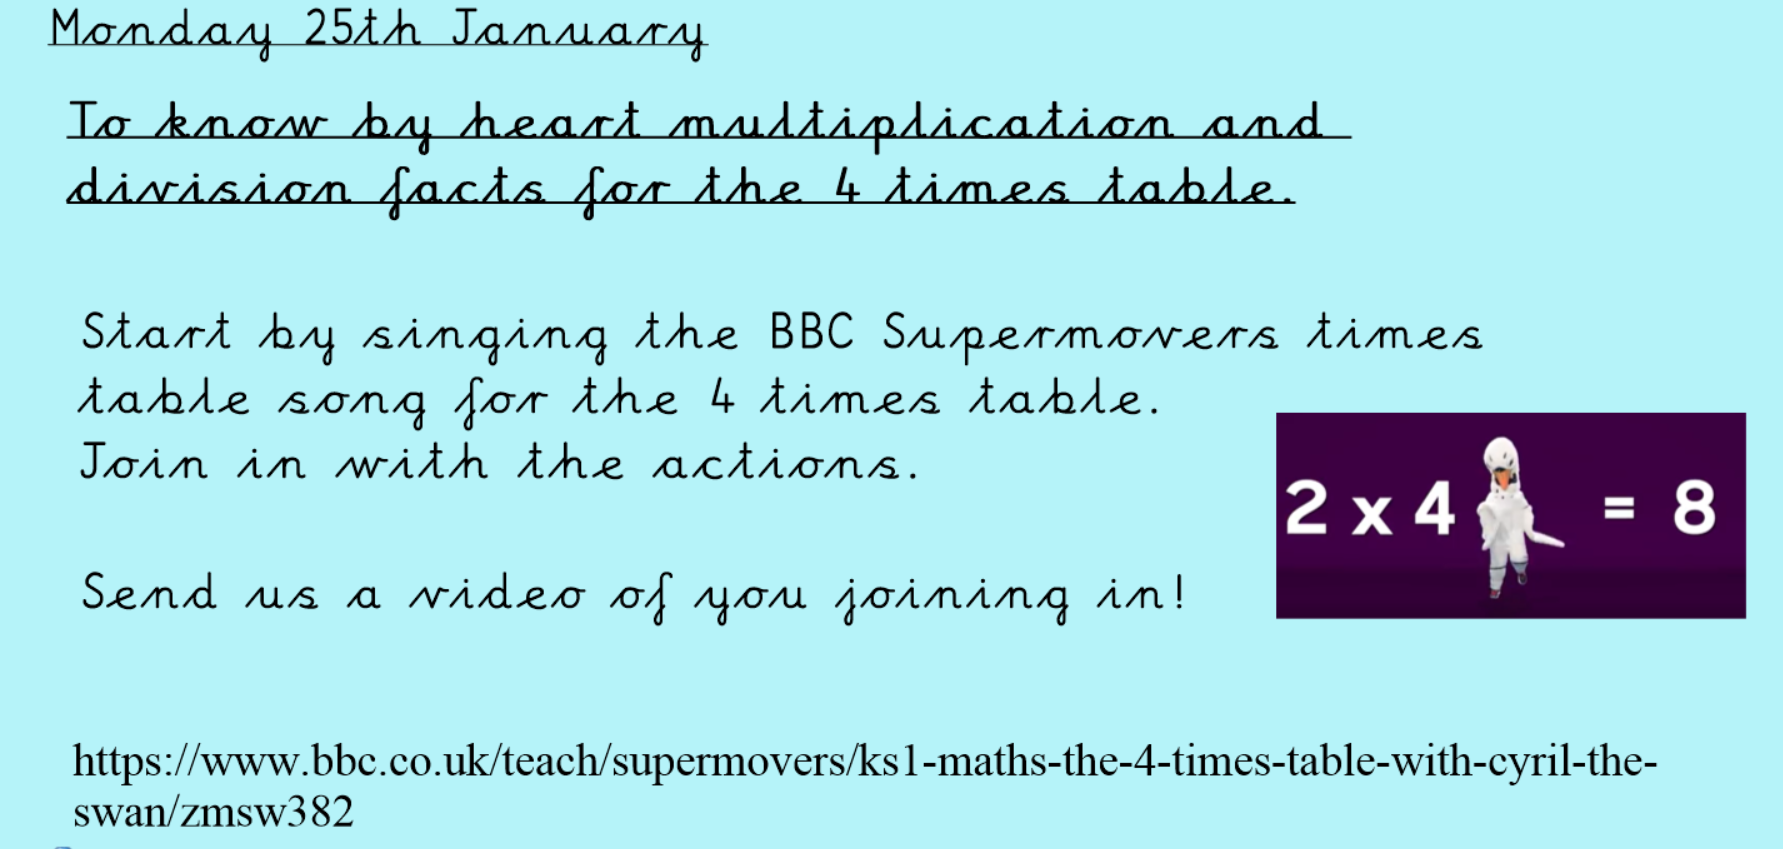 Monday 25th January
To know by heart multiplication and
division facts for the 4 times table.
Start by singing the BBC Supermovers times
table song for the 4 times table.
Join in with the actions.
2 x 4 = 8
Send us a video of you joining in!
https://www.bbc.co.uk/teach/supermovers/ks1-maths-the-4-times-table-with-cyril-the-
swan/zmsw382